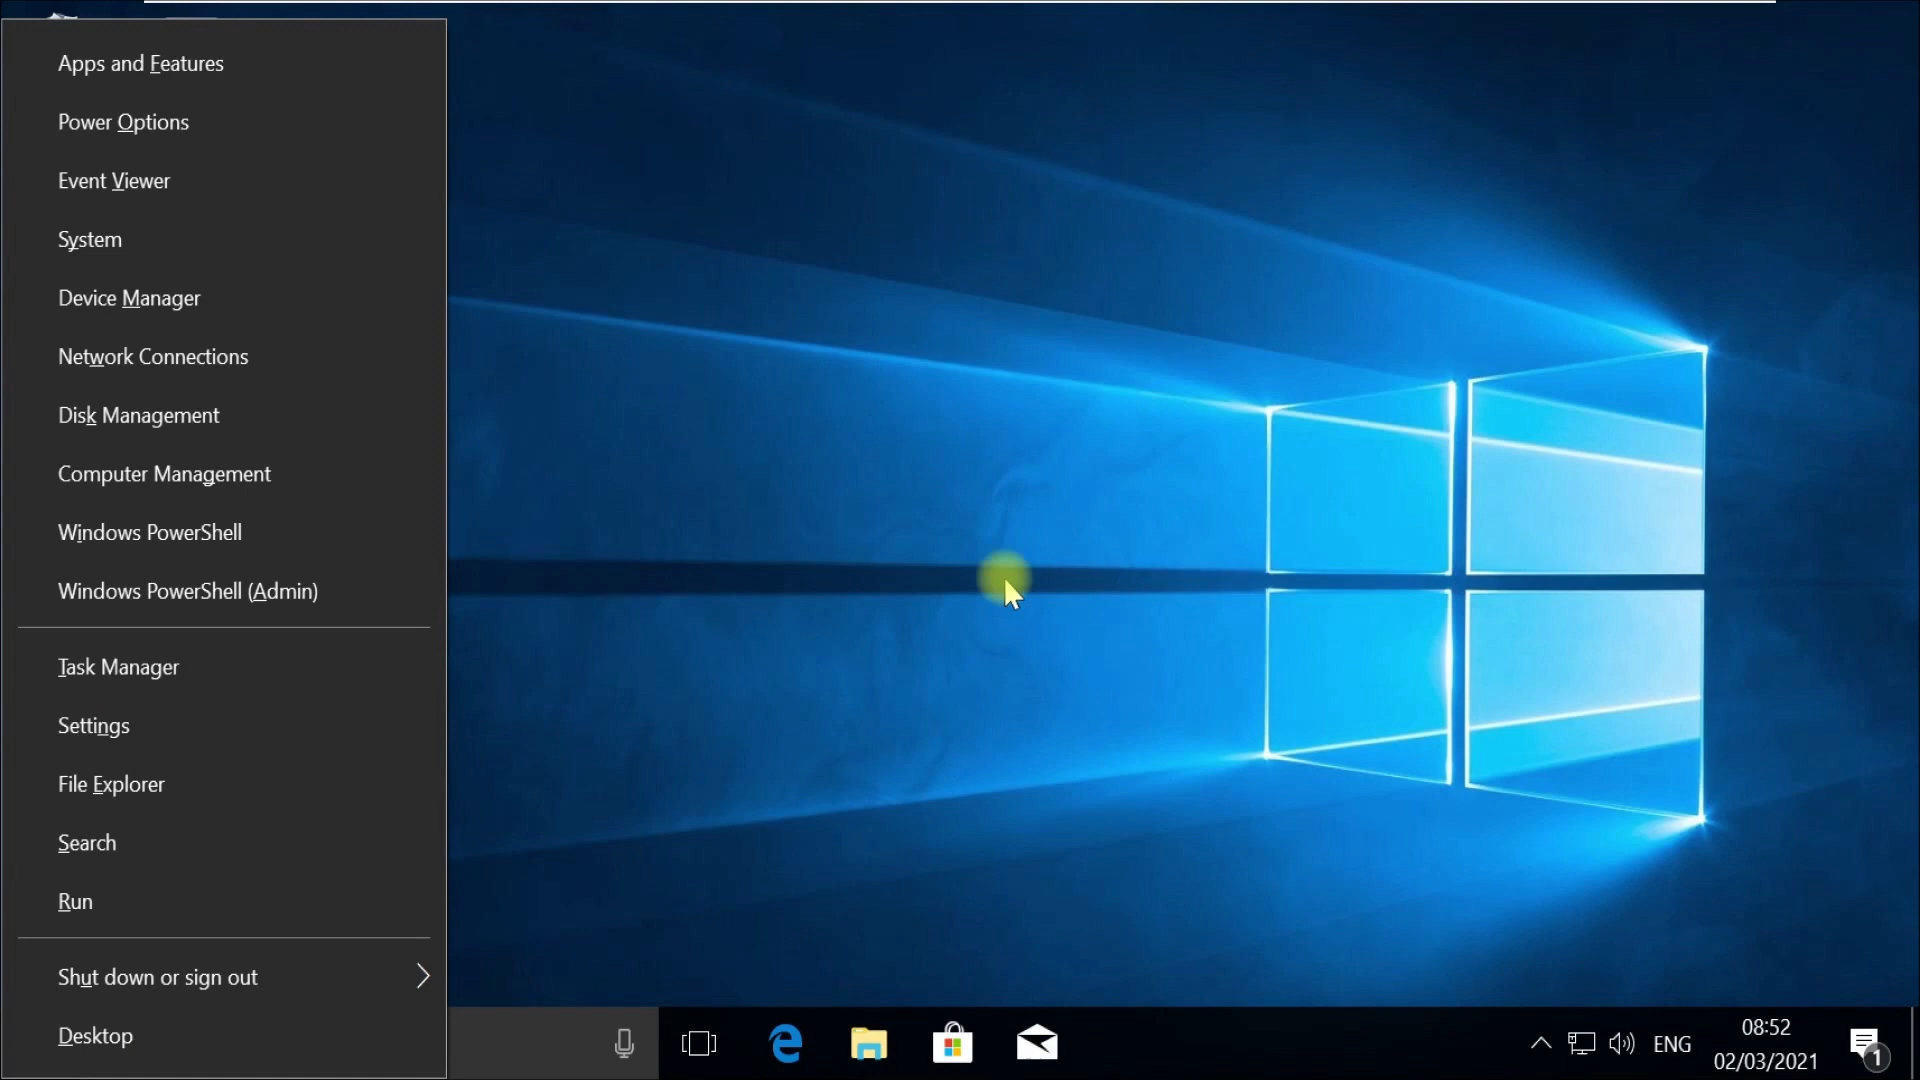 Apps and Features
Power Options
Event Viewer
System
Device Manager
Network Connections
Disk Management
Computer Management
Windows PowerShell
Windows PowerShell (Admin)
Task Manager
Settings
File Explorer
Search
Run
Shut down or sign out
Desktop
ENG
08:52
02/03/2021
1